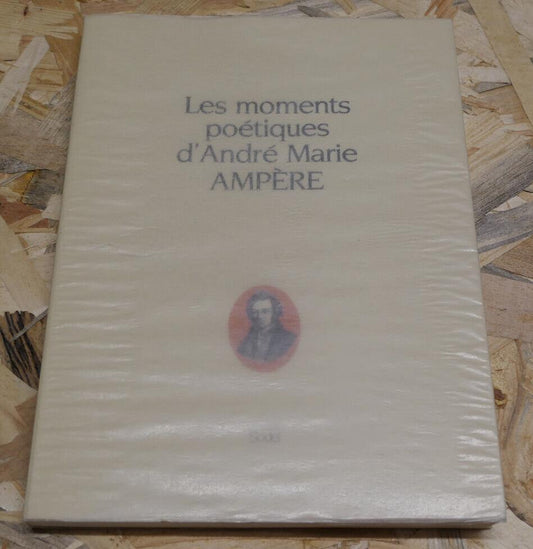 Les moments
poétiques
d'André Marie
AMPÈRE
Sodel